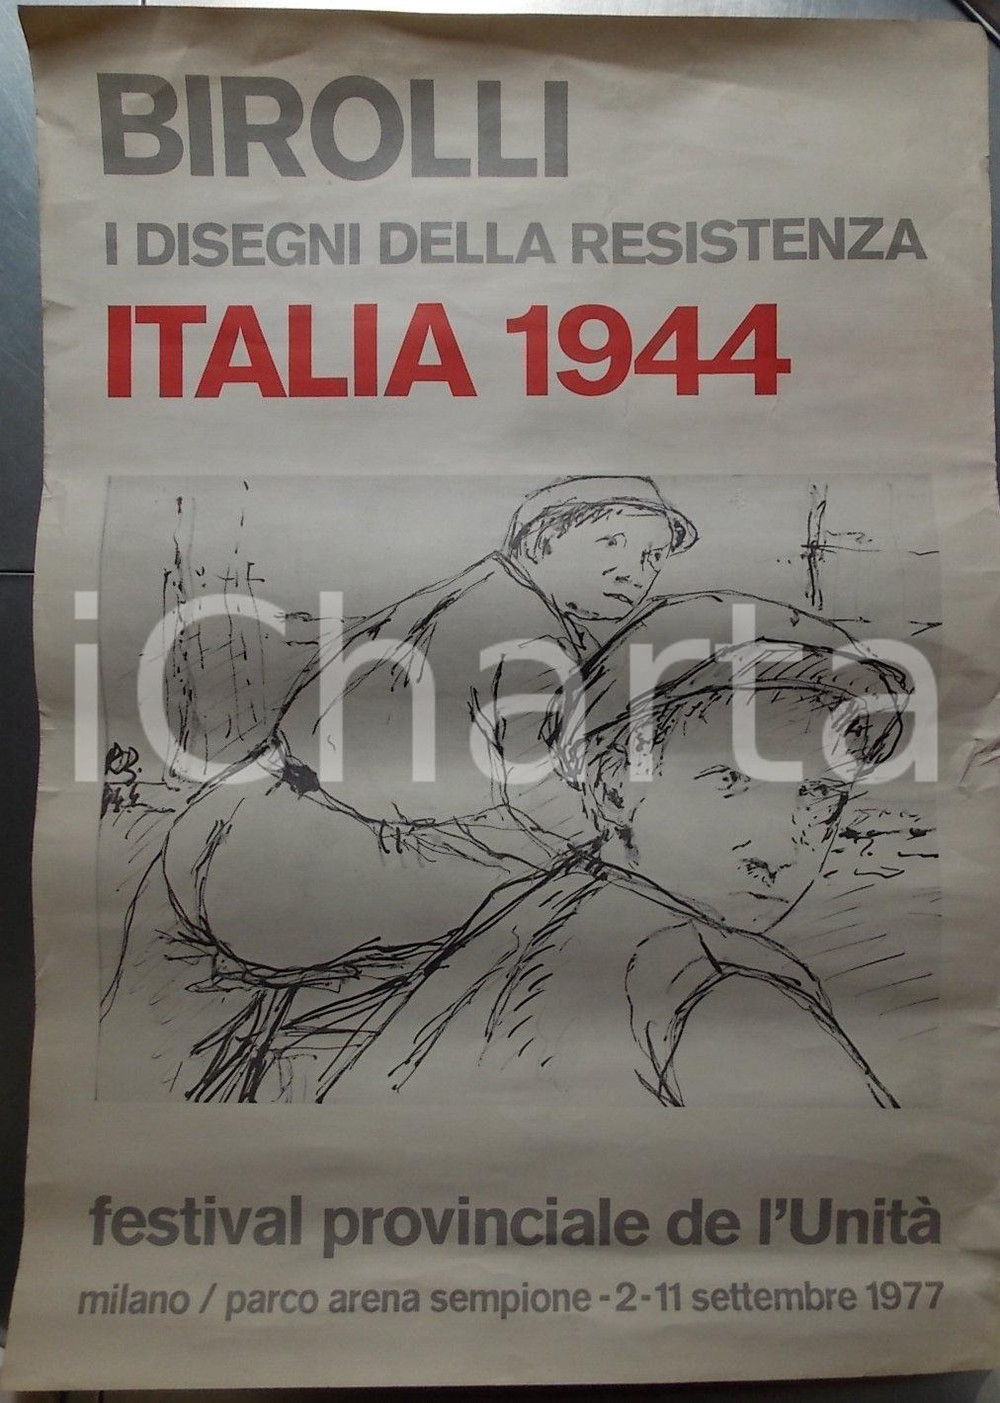 BIROLLI
I DISEGNI DELLA RESISTENZA
ITALIA 1944
iCharta
festival provinciale de l'Unità
milano / parco arena sempione - 2 - 11 settembre 1977